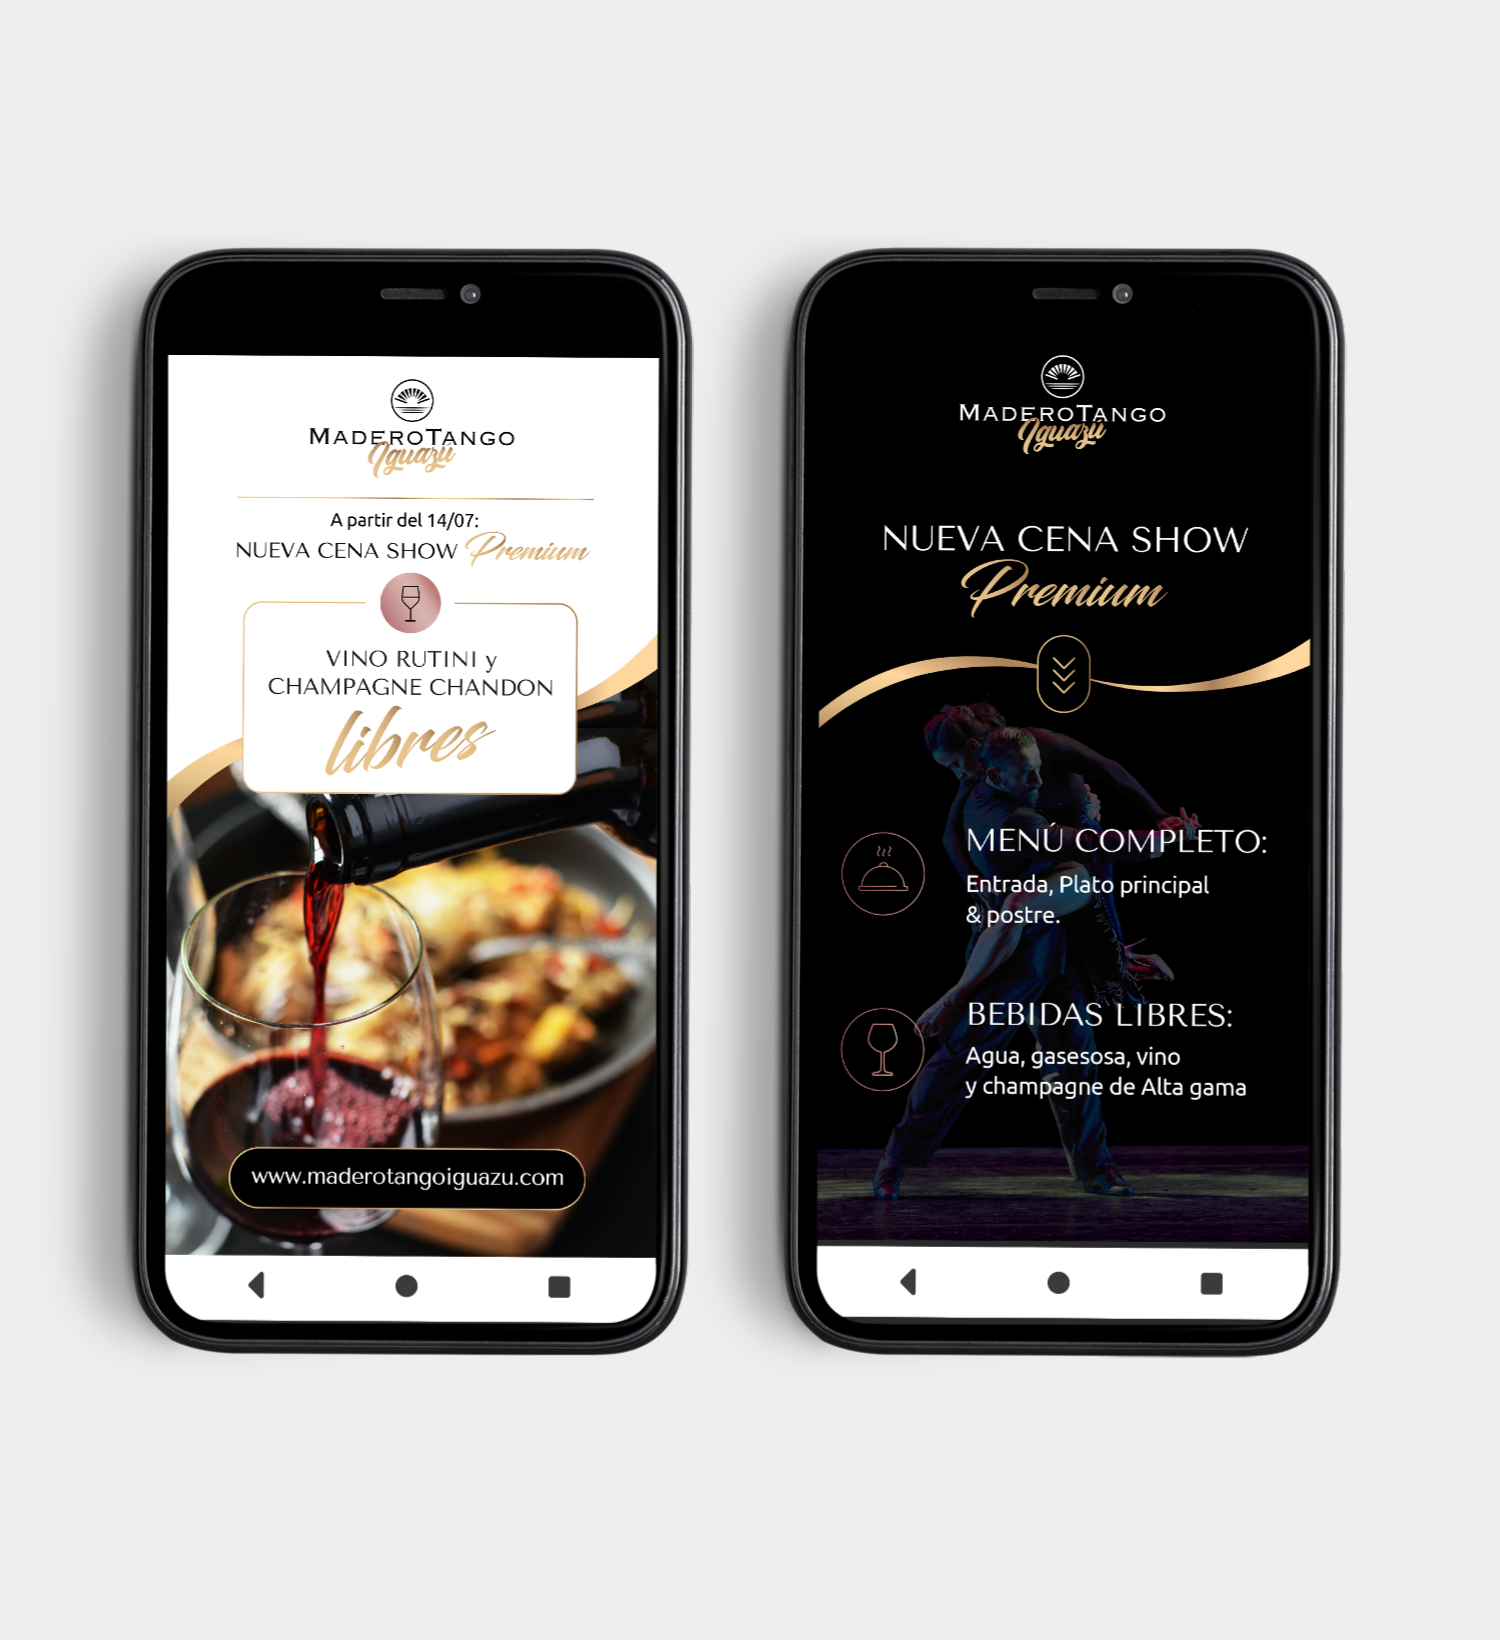 MADEROTANGO
Iguazú
A partir del 14/07:
NUEVA CENA SHOW Premium
VINO RUTINI y
CHAMPAGNE CHANDON
libres
www.maderotangoiguazu.com
MADEROTANGO
Iguazú
NUEVA CENA SHOW
Premium
MENÚ COMPLETO:
Entrada, Plato principal
& postre.
BEBIDAS LIBRES:
Agua, gasesosa, vino
y champagne de Alta gama